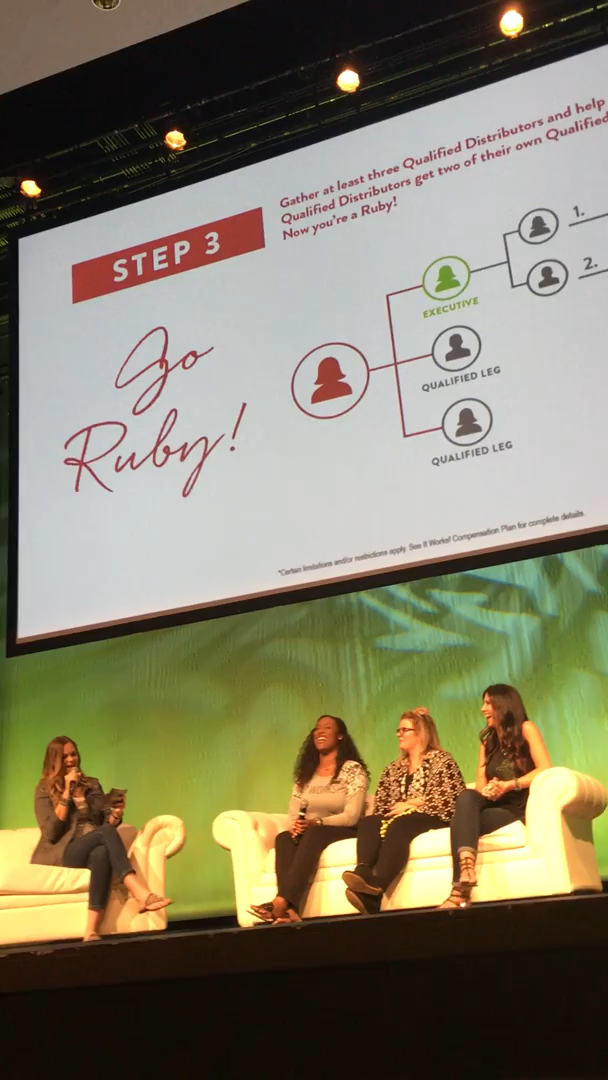 Gather at least three Qualified Distributors and help
Qualified Distributors get two of their own Qualified
Now you're a Ruby!
STEP 3
Go
Ruby!
1.
2.
EXECUTIVE
QUALIFIED LEG
QUALIFIED LEG
*Certain limitations and/or restrictions apply. See It Works! Compensation Plan for complete details.